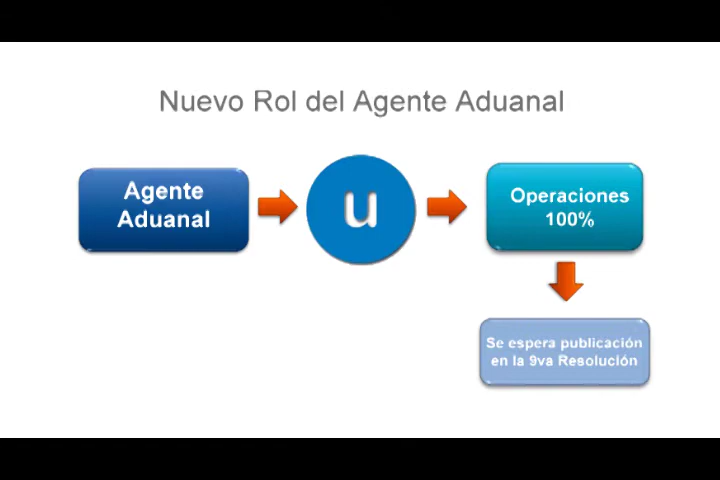 Nuevo Rol del Agente Aduanal
Agente
Aduanal
u
Operaciones
100%
Se espera publicación
en la 9va Resolución